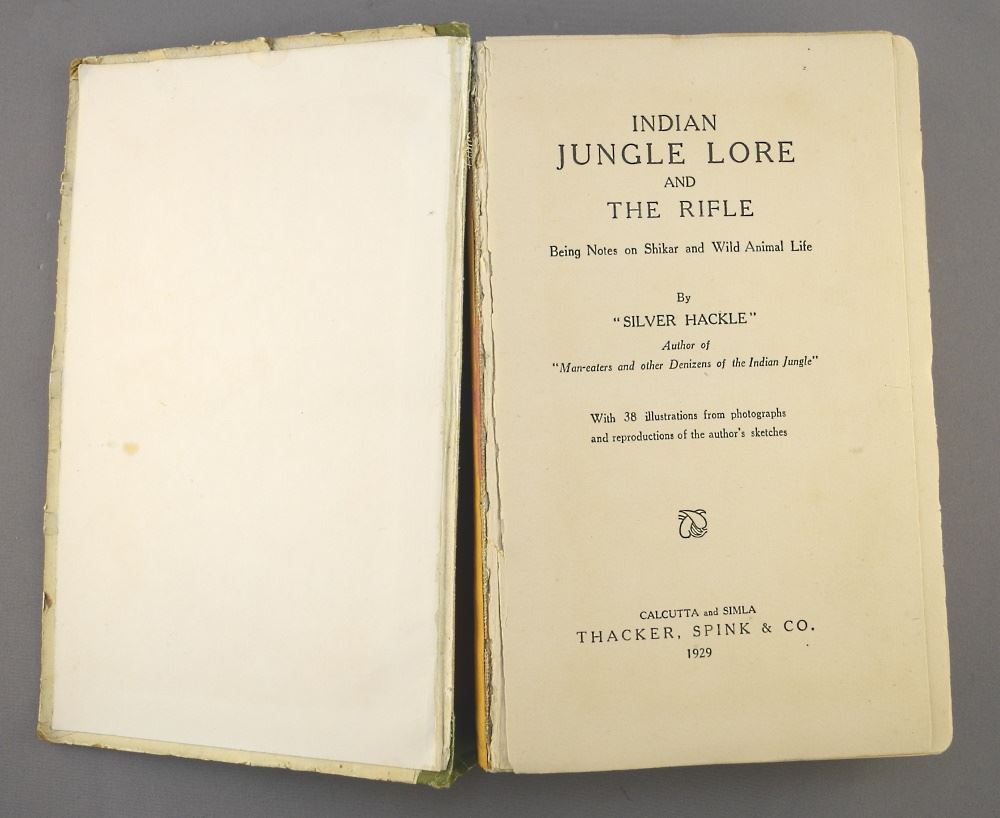 INDIAN
JUNGLE LORE
AND
THE RIFLE
Being Notes on Shikar and Wild Animal Life
By
"SILVER HACKLE"
Author of
"Man-eaters and other Denizens of the Indian Jungle"
With 38 illustrations from photographs
and reproductions of the author's sketches
CALCUTTA and SIMLA
THACKER, SPINK & CO.
1929